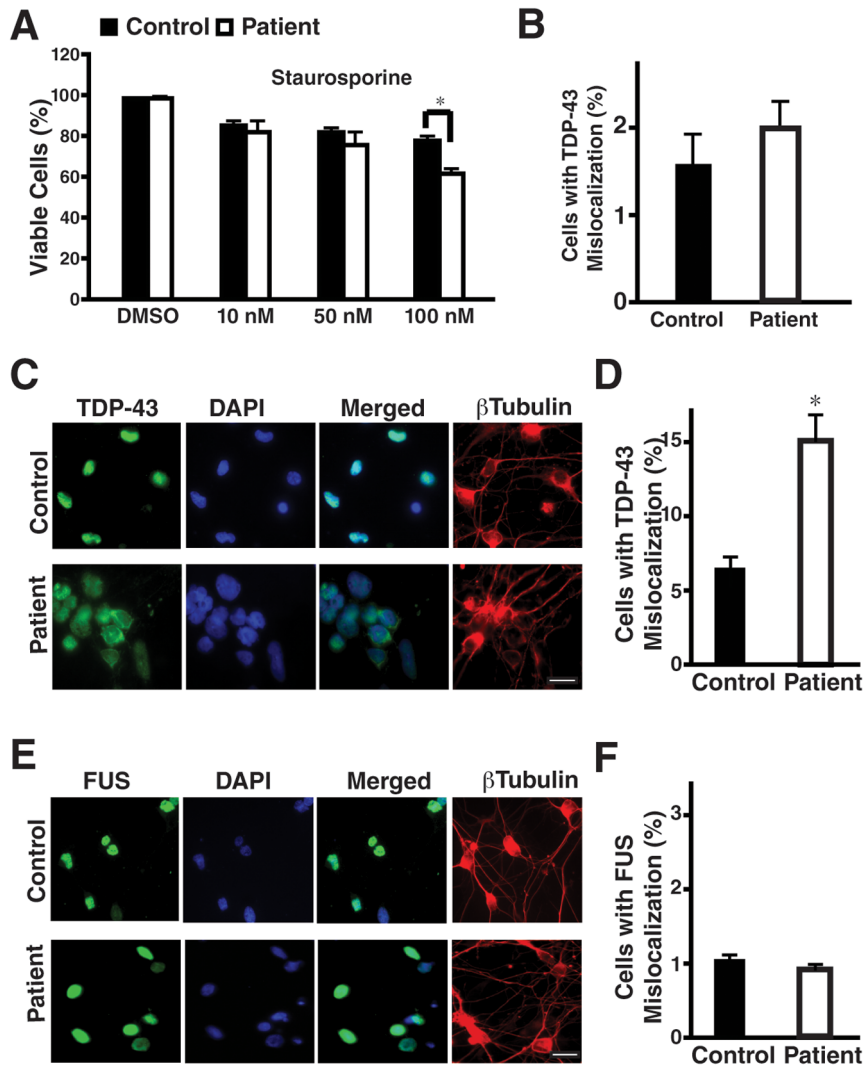 A
Control Patient
Staurosporine
*
Viable Cells (%)
120
100
80
60
40
20
0
DMSO 10 nM 50 nM 100 nM
B
Cells with TDP-43
Mislocalization (%)
2
1
0
Control Patient
C
TDP-43 DAPI Merged βTubulin
Control
Patient
D
*
Cells with TDP-43
Mislocalization (%)
15
10
5
0
Control Patient
E
FUS DAPI Merged βTubulin
Control
Patient
F
Cells with FUS
Mislocalization (%)
3
2
1
0
Control Patient